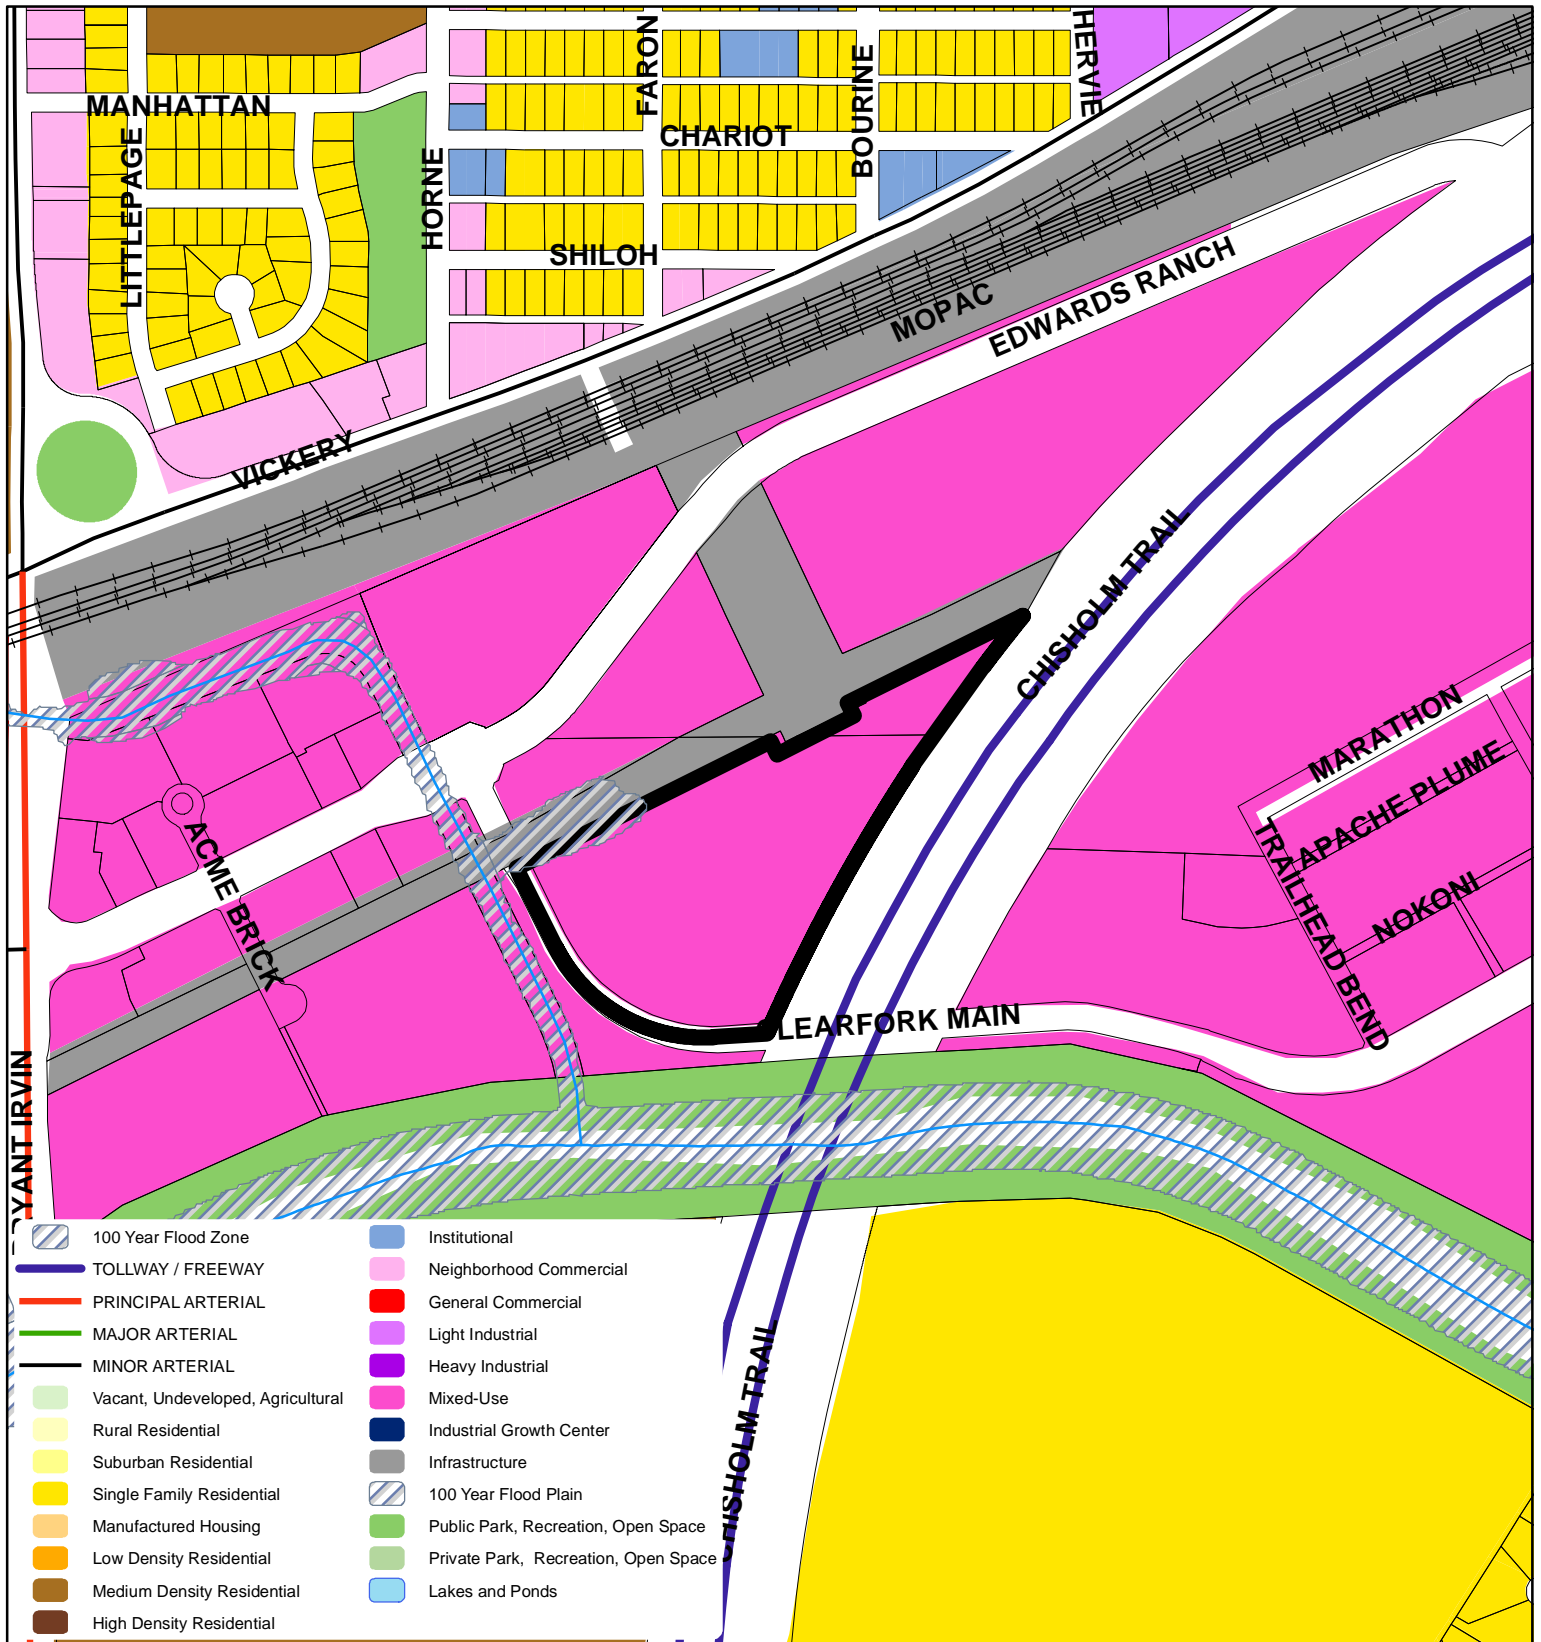 FARON
HERVIE
BOURINE
MANHATTAN
CHARIOT
LITTLEPAGE
HORNE
SHILOH
MOPAC
EDWARDS RANCH
VICKERY
CHISHOLM TRAIL
MARATHON
APACHE PLUME
TRAILHEAD BEND
NOKONI
ACME BRICK
LEARFORK MAIN
RYANT IRVIN
HISHOLM TRAIL
100 Year Flood Zone
TOLLWAY / FREEWAY
PRINCIPAL ARTERIAL
MAJOR ARTERIAL
MINOR ARTERIAL
Vacant, Undeveloped, Agricultural
Rural Residential
Suburban Residential
Single Family Residential
Manufactured Housing
Low Density Residential
Medium Density Residential
High Density Residential
Institutional
Neighborhood Commercial
General Commercial
Light Industrial
Heavy Industrial
Mixed-Use
Industrial Growth Center
Infrastructure
100 Year Flood Plain
Public Park, Recreation, Open Space
Private Park, Recreation, Open Space
Lakes and Ponds